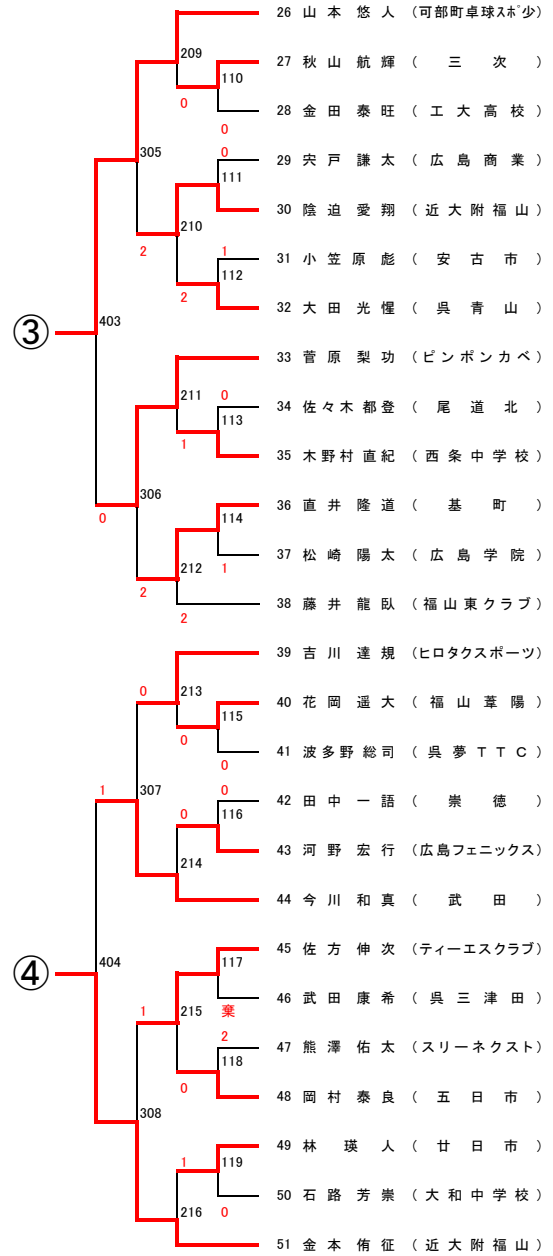 26 山本 悠人 (可部町卓球スポ少)
209
27 秋山航輝 (三次)
110
0
28 金田泰旺 (工大高校)
0
0
305
29 宍戸謙太 (広島商業)
111
30 陰迫愛翔 (近大附福山)
210
2
1
31 小笠原彪 (安古市)
112
2
32 大田光惺 (呉青山)
③
403
33 菅原梨功 (ピンポンカベ)
211
0
34 佐々木都登 (尾道北)
113
1
35 木野村直紀 (西条中学校)
306
0
36 直井隆道 (基町)
114
37 松崎陽太 (広島学院)
212
1
2
38 藤井龍臥 (福山東クラブ)
2
39 吉川達規 (ヒロタクスポーツ)
0
213
40 花岡遥大 (福山葦陽)
115
0
41 波多野総司 (呉夢TTC)
0
1
307
0
42 田中一語 (崇徳)
0
116
43 河野宏行 (広島フェニックス)
214
44 今川和真 (武田)
45 佐方伸次 (ティーエスクラブ)
404
117
④
46 武田康希 (呉三津田)
1
215
棄
2
47 熊澤佑太 (スリーネクスト)
118
0
48 岡村泰良 (五日市)
308
49 林瑛人 (廿日市)
1
119
50 石路芳崇 (大和中学校)
216
0
51 金本侑征 (近大附福山)